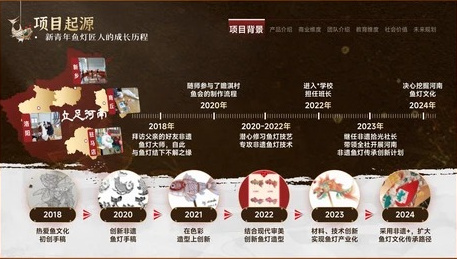 项目起源
新青年鱼灯匠人的成长历程
项目背景 产品介绍 商业维度 团队介绍 教育维度 社会价值 未来规划
新乡
洛阳
驻马店
立足河南
随师参与了瞻淇村
鱼会的制作流程
2020年
进入*学校
担任班长
2022年
决心挖掘河南
鱼灯文化
2024年
2018年
拜访父亲的好友非遗
鱼灯大师，自此
与鱼灯结下不解之缘
2020-2022年
潜心修习鱼灯技艺
专攻非遗鱼灯技术
2023年
继任非遗拾光社长
带领全社开展河南
非遗鱼灯传承创新计划
2018
热爱鱼文化
初创手稿
2020
创新非遗
鱼灯手稿
2021
在色彩
造型上创新
2022
结合现代审美
创新鱼灯造型
2023
材料、技术创新
实现鱼灯产业化
2024
采用非遗+，扩大
鱼灯文化传承路径